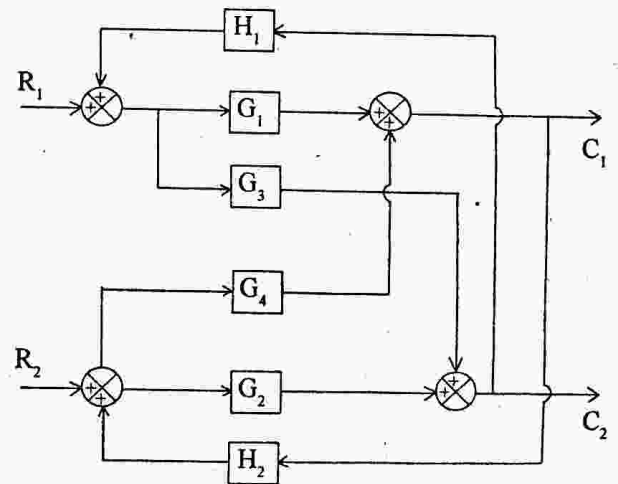 H₁
R₁
+
+
G₁
+
+
C₁
G₃
G₄
R₂
+
+
G₂
+
+
C₂
H₂